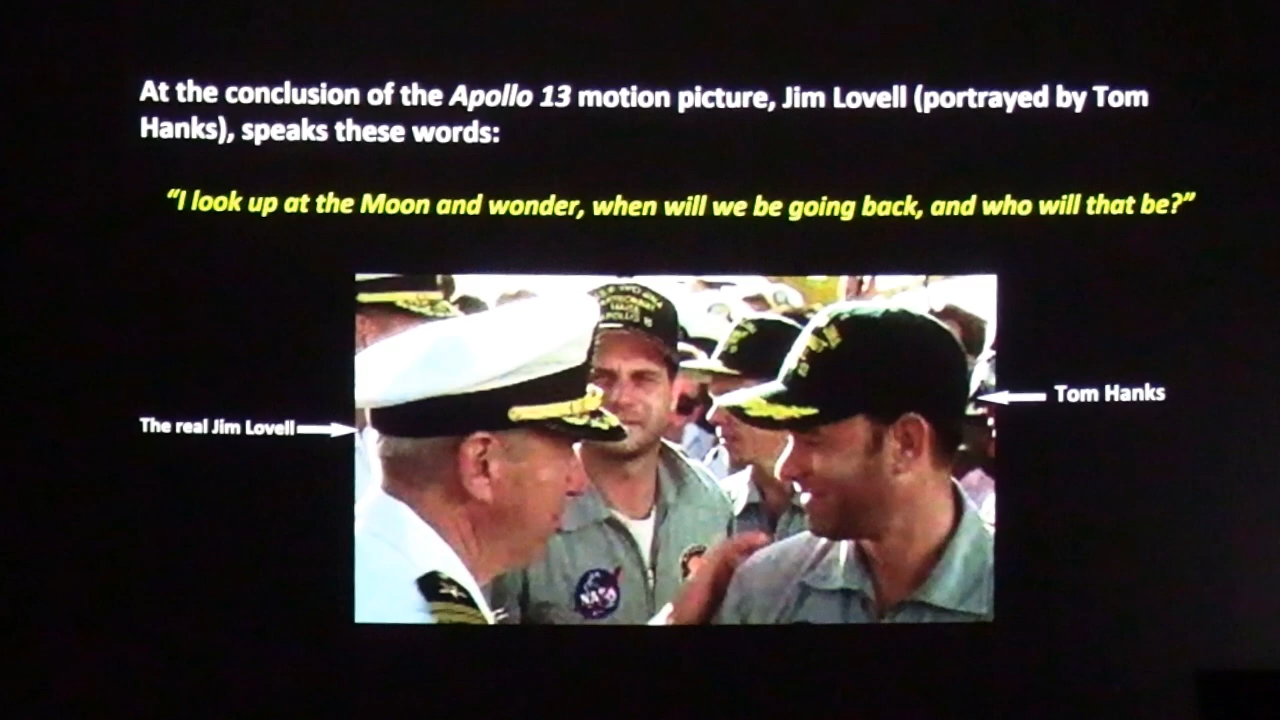 At the conclusion of the Apollo 13 motion picture, Jim Lovell (portrayed by Tom
Hanks), speaks these words:
“I look up at the Moon and wonder, when will we be going back, and who will that be?”
The real Jim Lovell
Tom Hanks
NASA